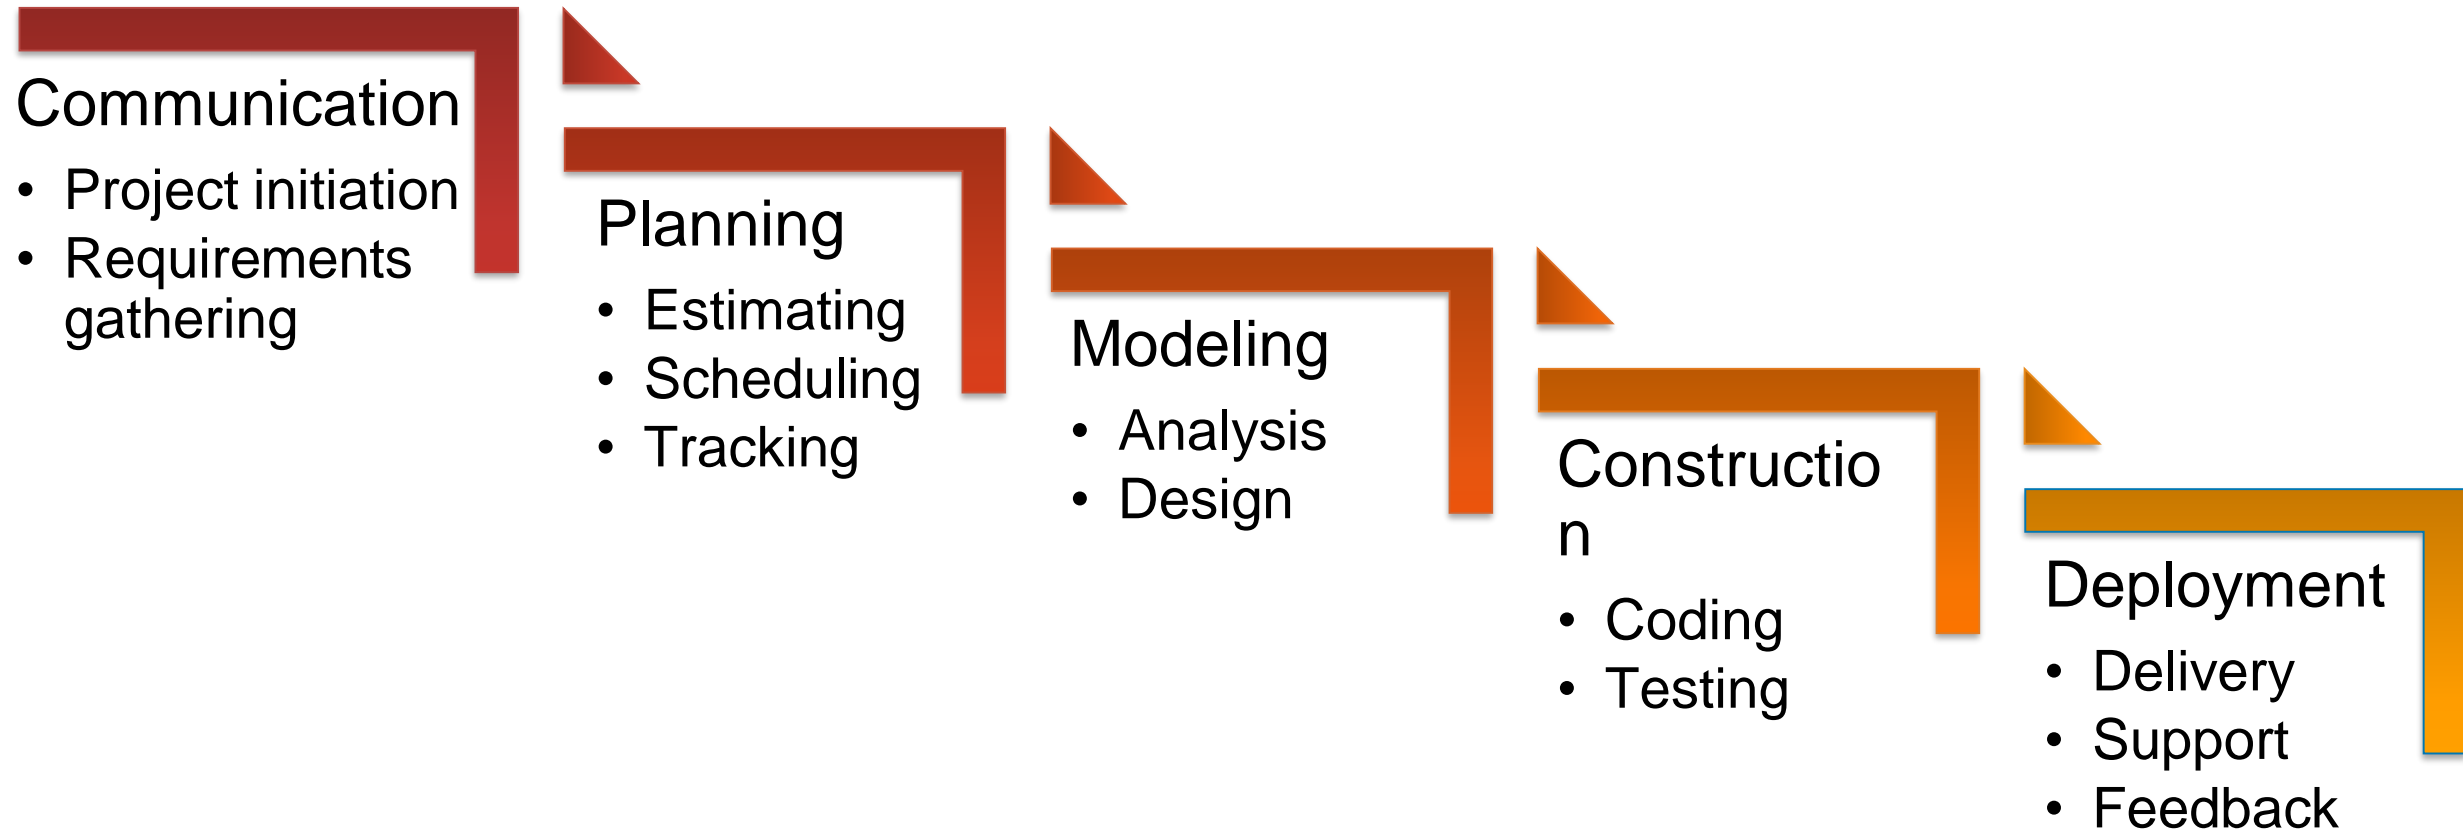 Communication
• Project initiation
• Requirements
gathering
Planning
• Estimating
• Scheduling
• Tracking
Modeling
• Analysis
• Design
Constructio
n
• Coding
• Testing
Deployment
• Delivery
• Support
• Feedback